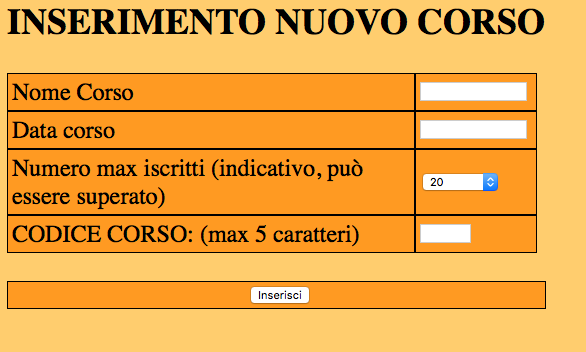 INSERIMENTO NUOVO CORSO
Nome Corso
Data corso
Numero max iscritti (indicativo, può
essere superato)
20
CODICE CORSO: (max 5 caratteri)
Inserisci